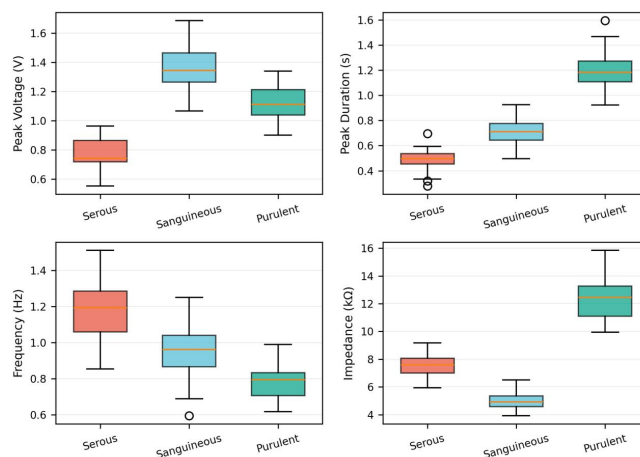 Peak Voltage (V)
1.6
1.4
1.2
1.0
0.8
0.6
Serous
Sanguineous
Purulent
Peak Duration (s)
1.6
1.4
1.2
1.0
0.8
0.6
0.4
Serous
Sanguineous
Purulent
Frequency (Hz)
1.4
1.2
1.0
0.8
0.6
Serous
Sanguineous
Purulent
Impedance (kΩ)
16
14
12
10
8
6
4
Serous
Sanguineous
Purulent